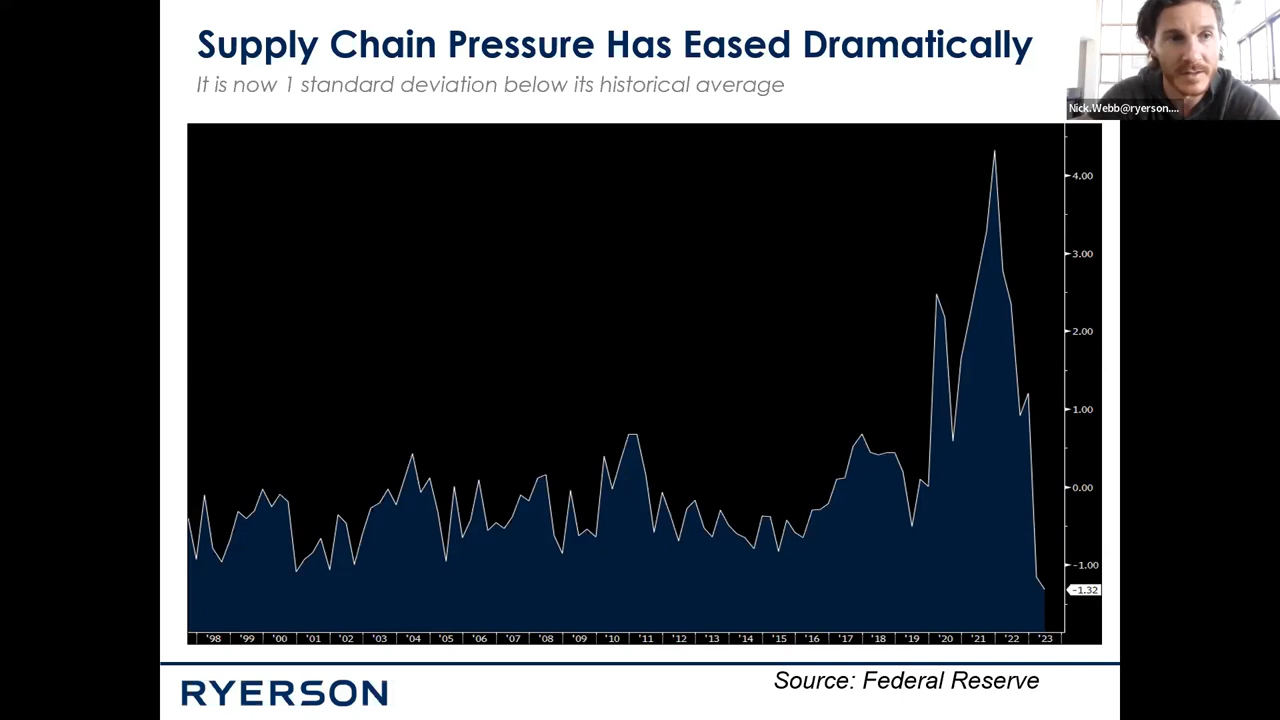 Supply Chain Pressure Has Eased Dramatically
It is now 1 standard deviation below its historical average
Nick.Webb@ryerson....
4.00
3.00
2.00
1.00
0.00
-1.00
-1.32
'98 '99 '00 '01 '02 '03 '04 '05 '06 '07 '08 '09 '10 '11 '12 '13 '14 '15 '16 '17 '18 '19 '20 '21 '22 '23
Source: Federal Reserve
RYERSON